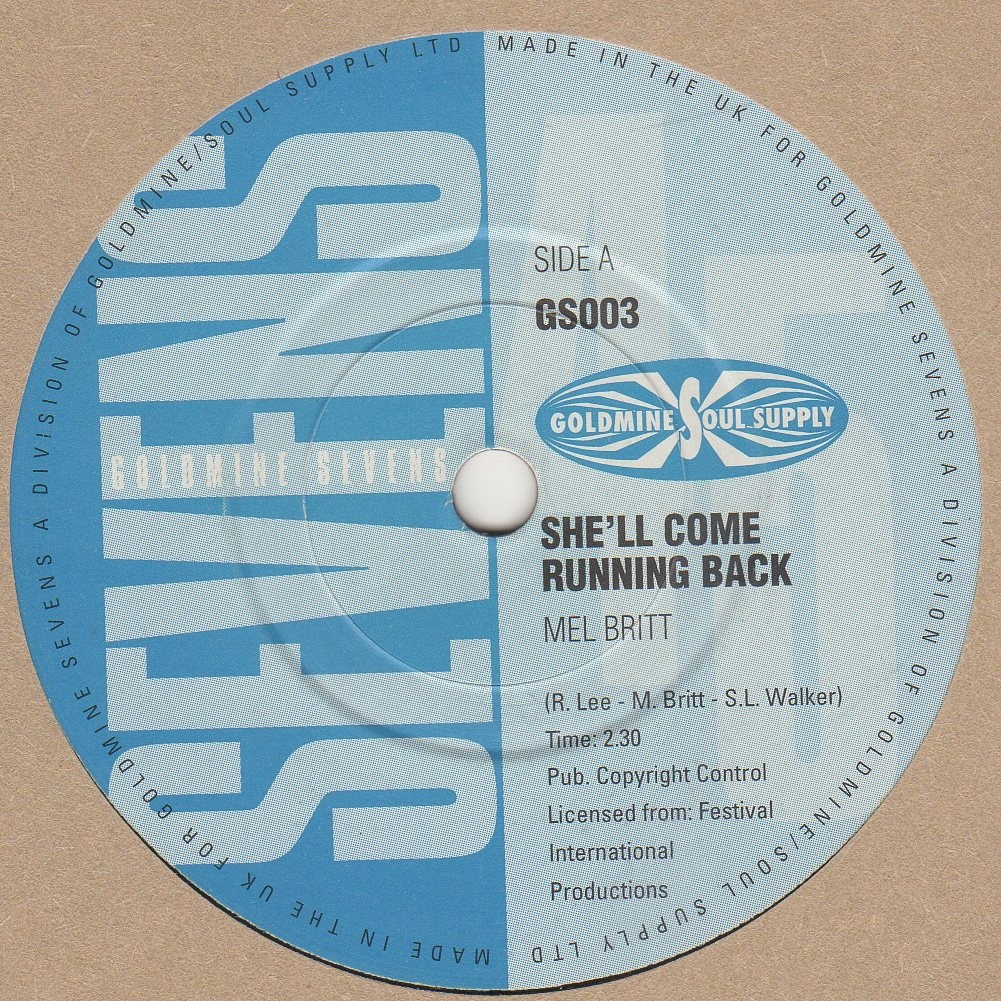 MADE IN THE UK FOR GOLDMINE SEVENS A DIVISION OF GOLDMINE/SOUL SUPPLY LTD
MADE IN THE UK FOR GOLDMINE SEVENS A DIVISION OF GOLDMINE/SOUL SUPPLY LTD
SEVENS
GOLDMINE SEVENS
SIDE A
GS003
GOLDMINE SOUL SUPPLY
SHE'LL COME
RUNNING BACK
MEL BRITT
(R. Lee - M. Britt - S.L. Walker)
Time: 2.30
Pub. Copyright Control
Licensed from: Festival
International
Productions